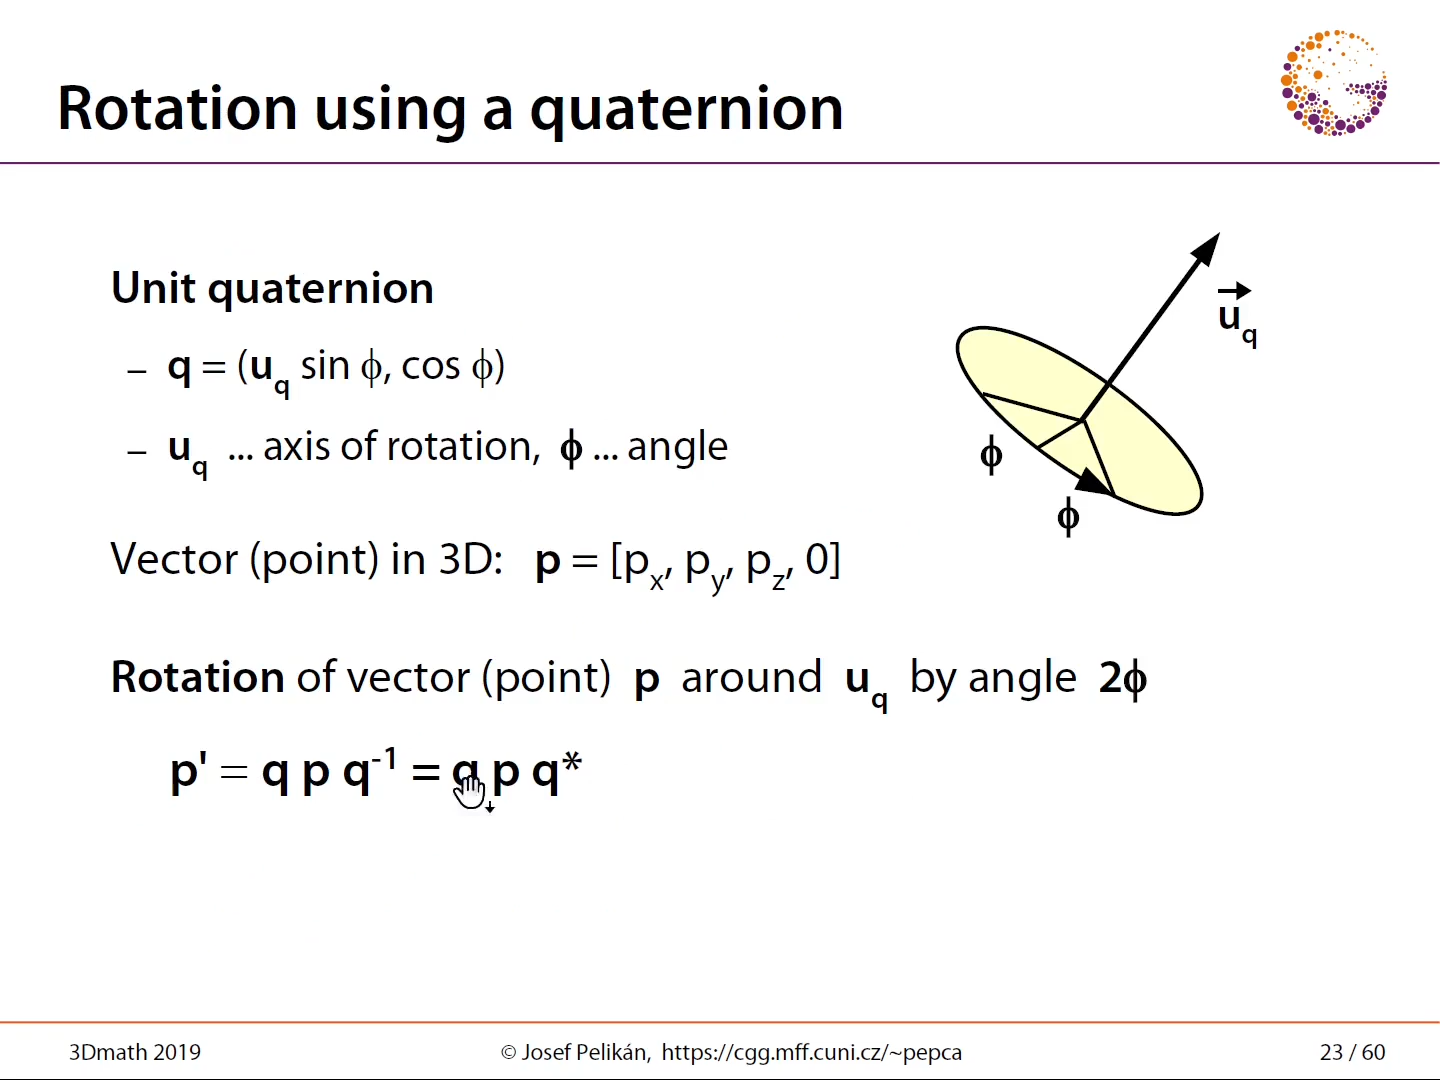 Rotation using a quaternion
Unit quaternion
– q = (u_q sin ϕ, cos ϕ)
– u_q ... axis of rotation, ϕ ... angle
u_q
ϕ
ϕ
Vector (point) in 3D: p = [p_x, p_y, p_z, 0]
Rotation of vector (point) p around u_q by angle 2ϕ
p' = q p q⁻¹ = q p q*
3Dmath 2019
© Josef Pelikán, https://cgg.mff.cuni.cz/~pepca
23 / 60